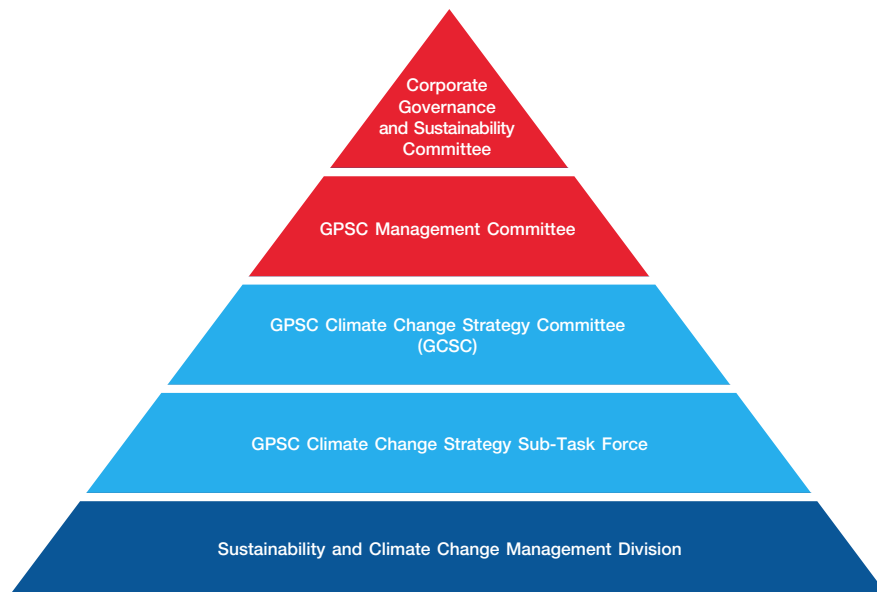 Corporate
Governance
and Sustainability
Committee
GPSC Management Committee
GPSC Climate Change Strategy Committee
(GCSC)
GPSC Climate Change Strategy Sub-Task Force
Sustainability and Climate Change Management Division